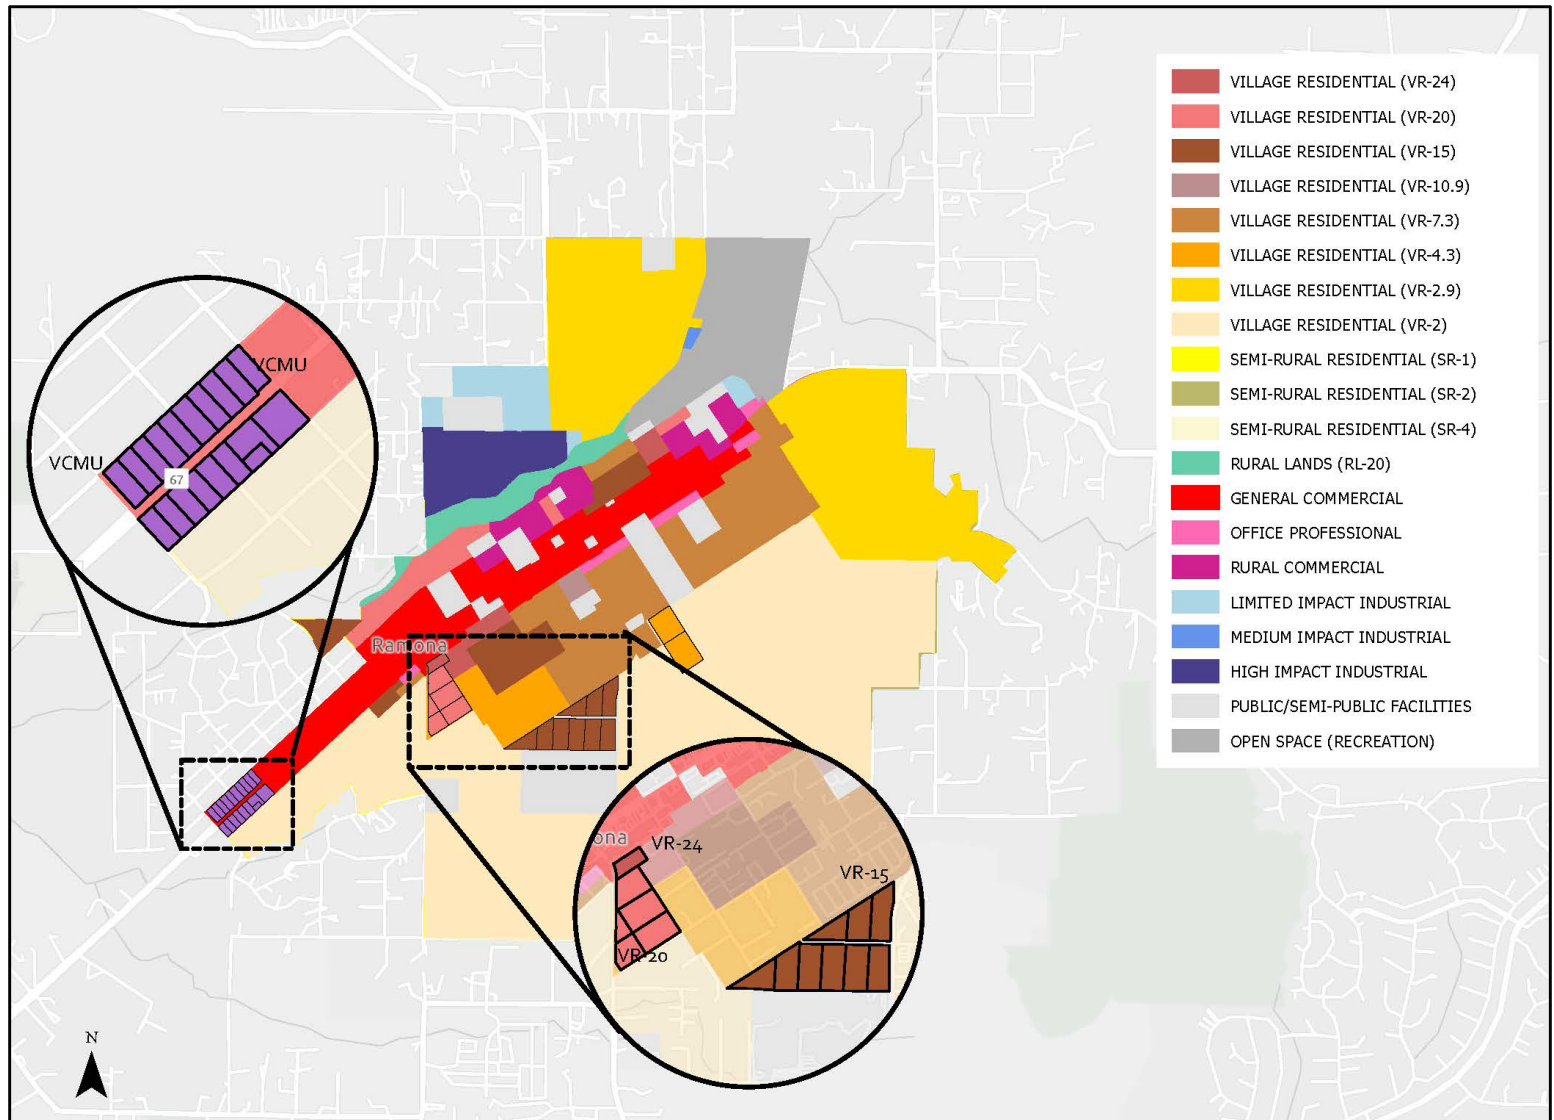 VILLAGE RESIDENTIAL (VR-24)
VILLAGE RESIDENTIAL (VR-20)
VILLAGE RESIDENTIAL (VR-15)
VILLAGE RESIDENTIAL (VR-10.9)
VILLAGE RESIDENTIAL (VR-7.3)
VILLAGE RESIDENTIAL (VR-4.3)
VILLAGE RESIDENTIAL (VR-2.9)
VILLAGE RESIDENTIAL (VR-2)
SEMI-RURAL RESIDENTIAL (SR-1)
SEMI-RURAL RESIDENTIAL (SR-2)
SEMI-RURAL RESIDENTIAL (SR-4)
RURAL LANDS (RL-20)
GENERAL COMMERCIAL
OFFICE PROFESSIONAL
RURAL COMMERCIAL
LIMITED IMPACT INDUSTRIAL
MEDIUM IMPACT INDUSTRIAL
HIGH IMPACT INDUSTRIAL
PUBLIC/SEMI-PUBLIC FACILITIES
OPEN SPACE (RECREATION)
VCMU
VCMU
67
Ramona
ona
VR-24
VR-15
VR-20
N